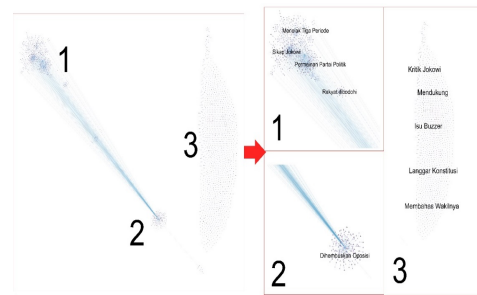 1
3
2
Menolak Tiga Periode
Sikap Jokowi
Permainan Partai Politik
Rakyat dibodohi
1
Dihembuskan Oposisi
2
Kritik Jokowi
Mendukung
Isu Buzzer
Langgar Konstitusi
Membahas Wakilnya
3